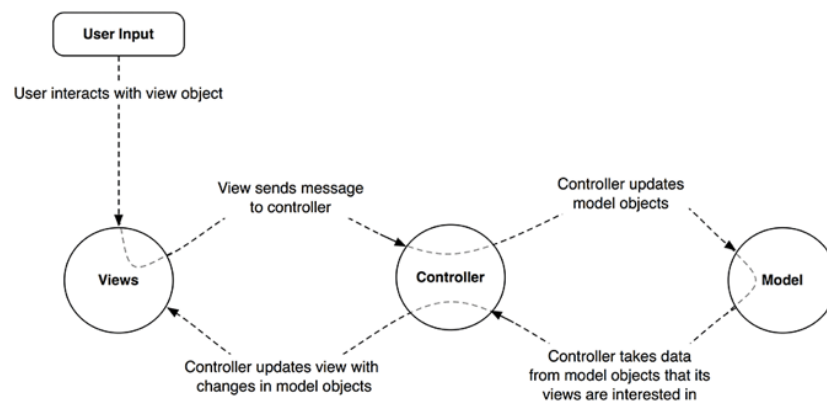 User Input
User interacts with view object
View sends message
to controller
Controller updates
model objects
Views
Controller
Model
Controller updates view with
changes in model objects
Controller takes data
from model objects that its
views are interested in